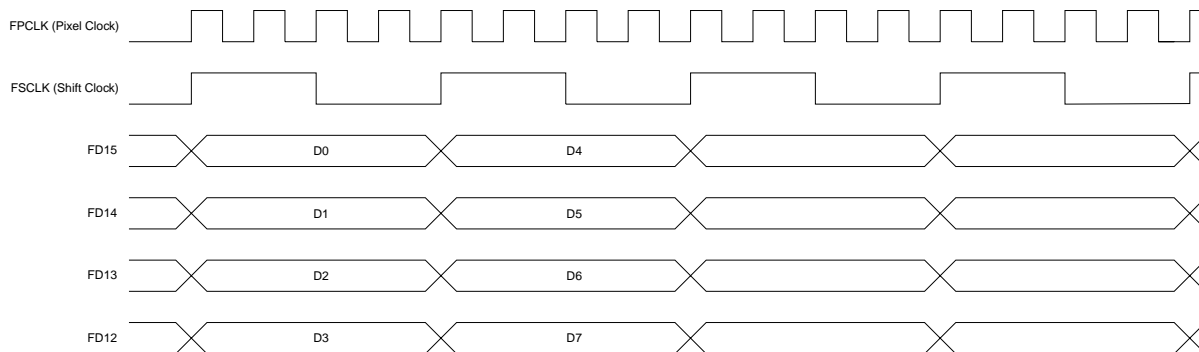 FPCLK (Pixel Clock)
FSCLK (Shift Clock)
FD15 D0 D4
FD14 D1 D5
FD13 D2 D6
FD12 D3 D7